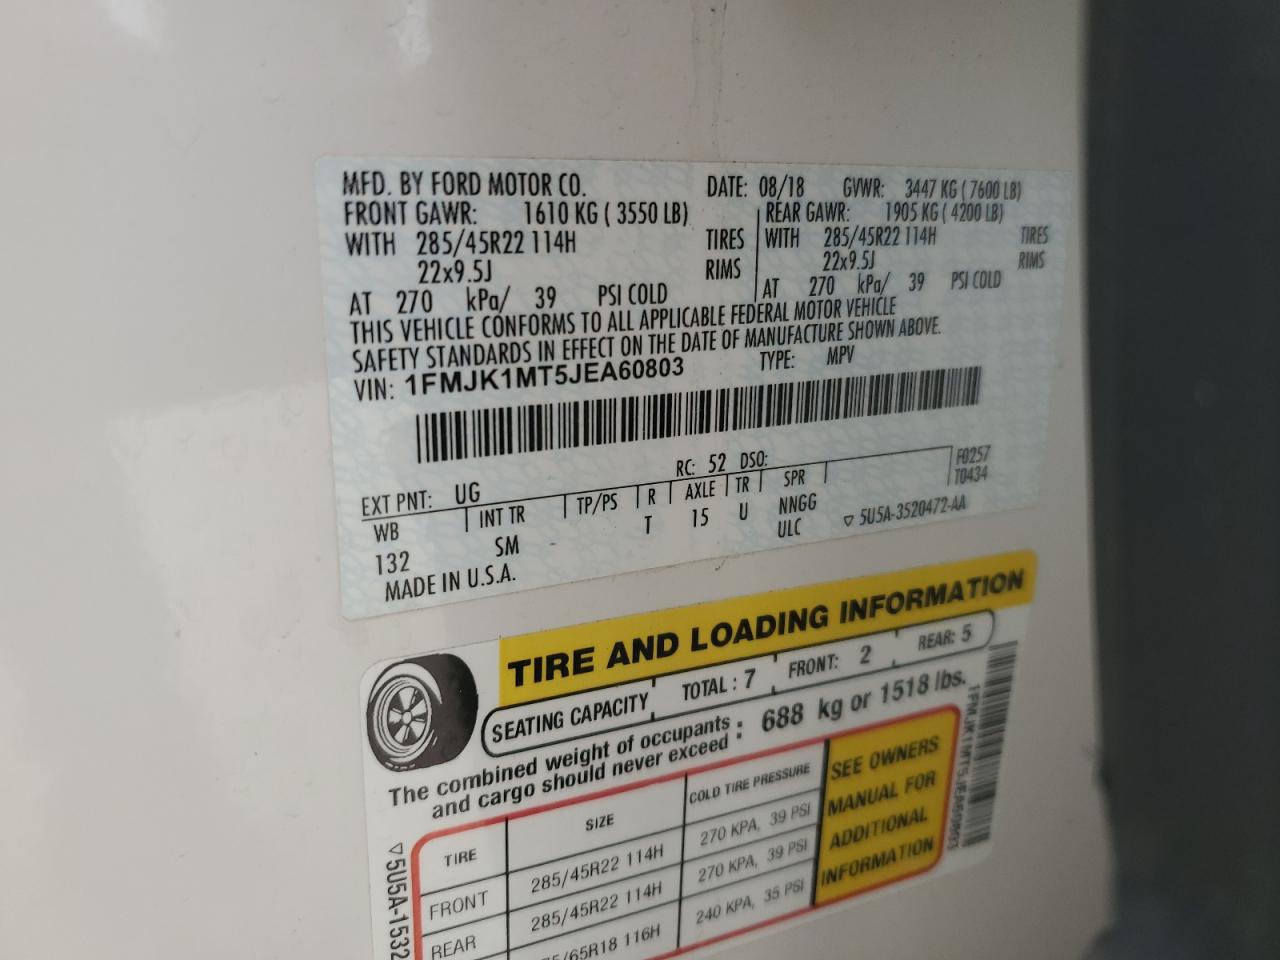 MFD. BY FORD MOTOR CO. DATE: 08/18 GVWR: 3447 KG ( 7600 LB)
FRONT GAWR: 1610 KG ( 3550 LB) REAR GAWR: 1905 KG ( 4200 LB)
WITH 285/45R22 114H TIRES WITH 285/45R22 114H TIRES
22x9.5J RIMS 22x9.5J RIMS
AT 270 kPa/ 39 PSI COLD AT 270 kPa/ 39 PSI COLD
THIS VEHICLE CONFORMS TO ALL APPLICABLE FEDERAL MOTOR VEHICLE
SAFETY STANDARDS IN EFFECT ON THE DATE OF MANUFACTURE SHOWN ABOVE.
VIN: 1FMJK1MT5JEA60803 TYPE: MPV
EXT PNT: UG RC: 52 DSO: F0257
T0434
WB INT TR TP/PS R AXLE TR SPR
132 SM - T 15 U NNGG
ULC
▽ 5U5A-3520472-AA
MADE IN U.S.A.
TIRE AND LOADING INFORMATION
SEATING CAPACITY TOTAL : 7 FRONT: 2 REAR: 5
The combined weight of occupants
and cargo should never exceed : 688 kg or 1518 lbs.
TIRE SIZE COLD TIRE PRESSURE
FRONT 285/45R22 114H 270 KPA, 39 PSI
REAR 285/45R22 114H 270 KPA, 39 PSI
/65R18 116H 240 KPA, 35 PSI
SEE OWNERS
MANUAL FOR
ADDITIONAL
INFORMATION
1FMJK1MT5JEA60803
▽ 5U5A-1532